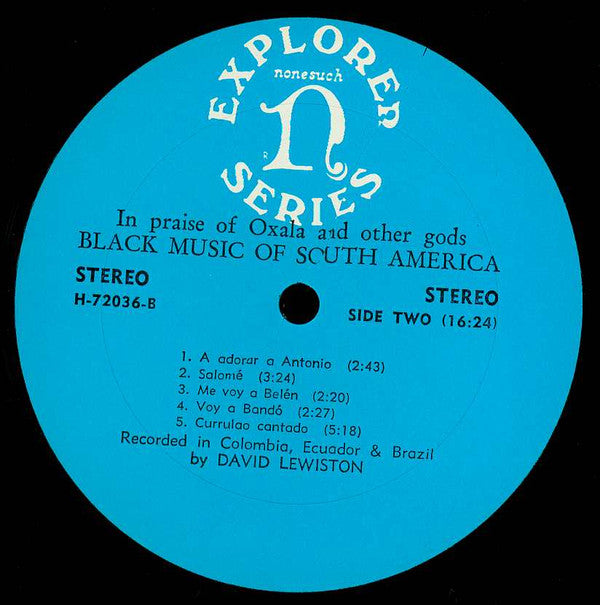 EXPLORER
nonesuch
n
R
SERIES
In praise of Oxala and other gods
BLACK MUSIC OF SOUTH AMERICA
STEREO
H-72036-B
STEREO
SIDE TWO (16:24)
1. A adorar a Antonio (2:43)
2. Salomé (3:24)
3. Me voy a Belén (2:20)
4. Voy a Bandó (2:27)
5. Currulao cantado (5:18)
Recorded in Colombia, Ecuador & Brazil
by DAVID LEWISTON